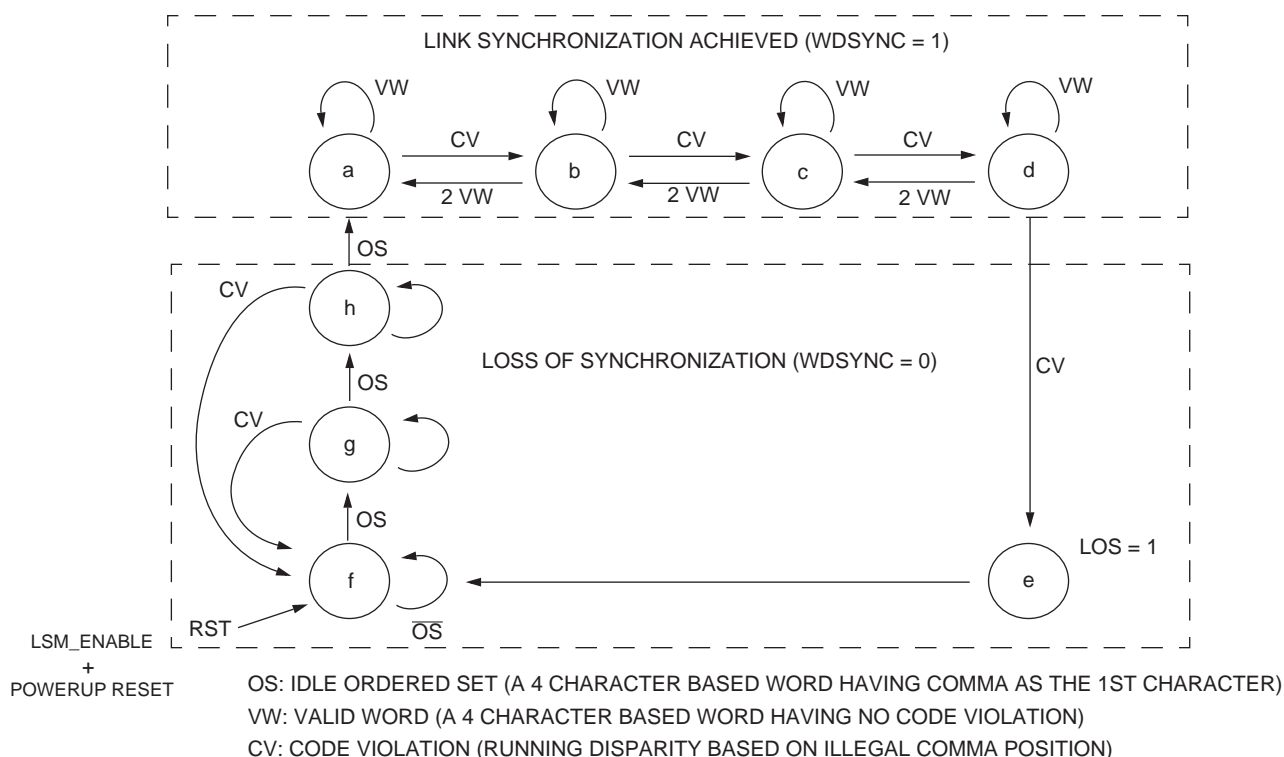 LINK SYNCHRONIZATION ACHIEVED (WDSYNC = 1)
VW
VW
VW
VW
a
CV
2 VW
b
CV
2 VW
c
CV
2 VW
d
OS
CV
h
LOSS OF SYNCHRONIZATION (WDSYNC = 0)
CV
OS
CV
g
OS
LOS = 1
f
e
RST
OS
LSM_ENABLE
+
POWERUP RESET
OS: IDLE ORDERED SET (A 4 CHARACTER BASED WORD HAVING COMMA AS THE 1ST CHARACTER)
VW: VALID WORD (A 4 CHARACTER BASED WORD HAVING NO CODE VIOLATION)
CV: CODE VIOLATION (RUNNING DISPARITY BASED ON ILLEGAL COMMA POSITION)